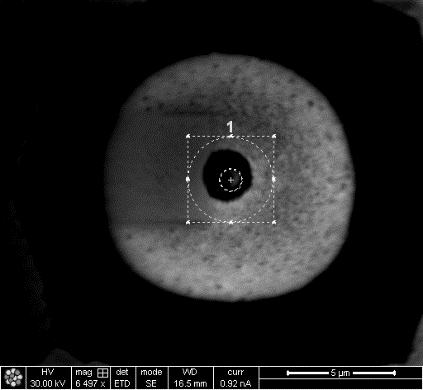 1
HV mag det mode WD curr
30.00 kV 6 497 x ETD SE 16.5 mm 0.92 nA 5 µm